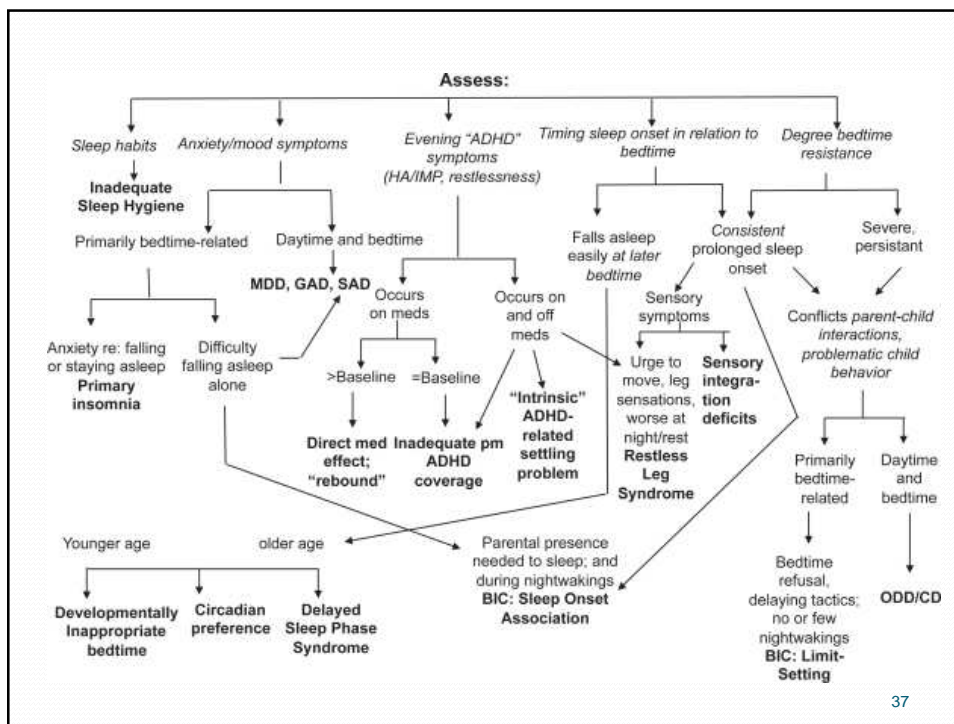 Assess:
Sleep habits
Inadequate
Sleep Hygiene
Anxiety/mood symptoms
Primarily bedtime-related
Daytime and bedtime
MDD, GAD, SAD
Anxiety re: falling
or staying asleep
Primary
insomnia
Difficulty
falling asleep
alone
Evening "ADHD"
symptoms
(HA/IMP, restlessness)
Occurs
on meds
Occurs on
and off
meds
>Baseline
=Baseline
Direct med
effect;
"rebound"
Inadequate pm
ADHD
coverage
"Intrinsic"
ADHD-
related
settling
problem
Timing sleep onset in relation to
bedtime
Falls asleep
easily at later
bedtime
Consistent
prolonged sleep
onset
Sensory
symptoms
Urge to
move, leg
sensations,
worse at
night/rest
Restless
Leg
Syndrome
Sensory
integra-
tion
deficits
Degree bedtime
resistance
Severe,
persistant
Conflicts parent-child
interactions,
problematic child
behavior
Primarily
bedtime-
related
Daytime
and
bedtime
Bedtime
refusal,
delaying tactics;
no or few
nightwakings
BIC: Limit-
Setting
ODD/CD
Younger age
older age
Developmentally
Inappropriate
bedtime
Circadian
preference
Delayed
Sleep Phase
Syndrome
Parental presence
needed to sleep; and
during nightwakings
BIC: Sleep Onset
Association
37